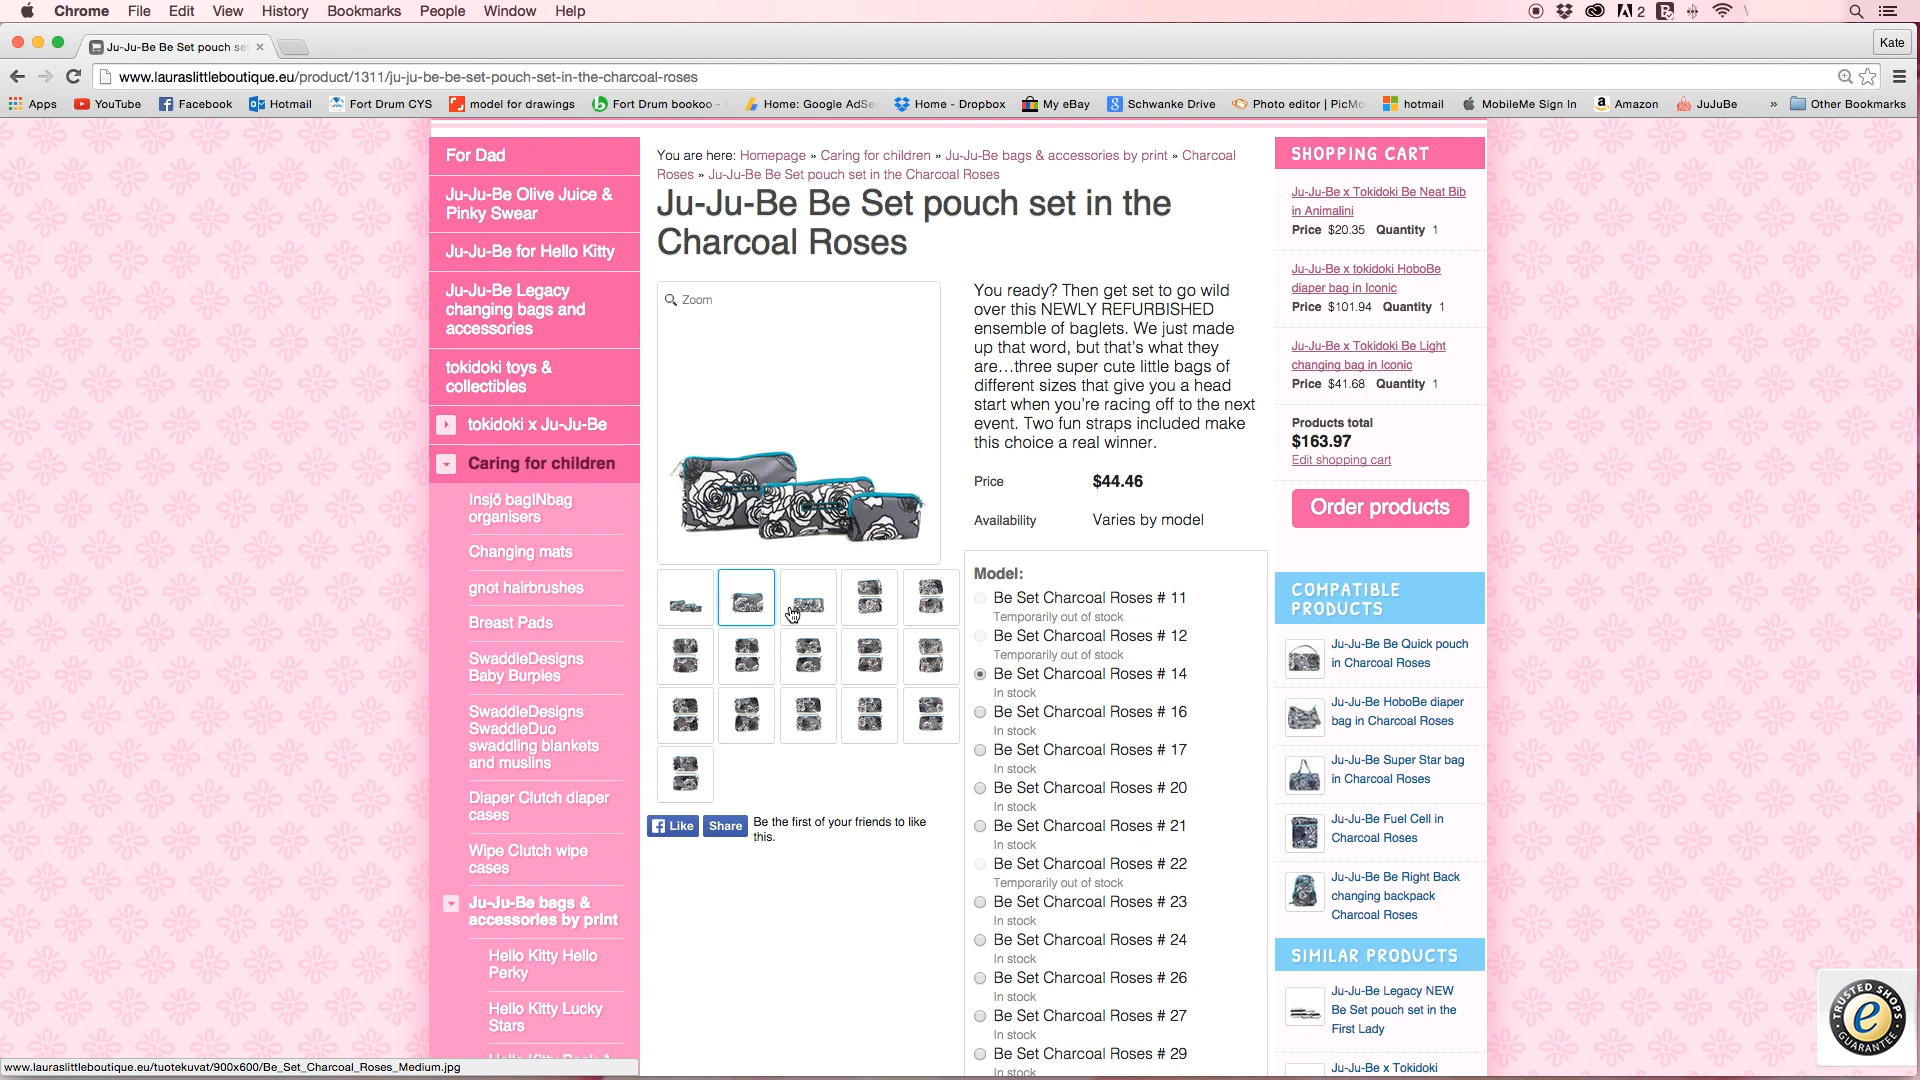 Chrome File Edit View History Bookmarks People Window Help
2
Ju-Ju-Be Be Set pouch set
Kate
www.lauraslittleboutique.eu/product/1311/ju-ju-be-be-set-pouch-set-in-the-charcoal-roses
Apps YouTube Facebook Hotmail Fort Drum CYS model for drawings Fort Drum bookoo - Home: Google AdSe Home - Dropbox My eBay Schwanke Drive Photo editor | PicMo hotmail MobileMe Sign In Amazon JuJuBe » Other Bookmarks
For Dad
Ju-Ju-Be Olive Juice &
Pinky Swear
Ju-Ju-Be for Hello Kitty
Ju-Ju-Be Legacy
changing bags and
accessories
tokidoki toys &
collectibles
tokidoki x Ju-Ju-Be
Caring for children
Insjö bagINbag
organisers
Changing mats
gnot hairbrushes
Breast Pads
SwaddleDesigns
Baby Burpies
SwaddleDesigns
SwaddleDuo
swaddling blankets
and muslins
Diaper Clutch diaper
cases
Wipe Clutch wipe
cases
Ju-Ju-Be bags &
accessories by print
Hello Kitty Hello
Perky
Hello Kitty Lucky
Stars
www.lauraslittleboutique.eu/tuotekuvat/900x600/Be_Set_Charcoal_Roses_Medium.jpg
You are here: Homepage » Caring for children » Ju-Ju-Be bags & accessories by print » Charcoal
Roses » Ju-Ju-Be Be Set pouch set in the Charcoal Roses
Ju-Ju-Be Be Set pouch set in the
Charcoal Roses
Zoom
Like Share Be the first of your friends to like
this.
You ready? Then get set to go wild
over this NEWLY REFURBISHED
ensemble of baglets. We just made
up that word, but that's what they
are…three super cute little bags of
different sizes that give you a head
start when you're racing off to the next
event. Two fun straps included make
this choice a real winner.
Price $44.46
Availability Varies by model
Model:
Be Set Charcoal Roses # 11
Temporarily out of stock
Be Set Charcoal Roses # 12
Temporarily out of stock
Be Set Charcoal Roses # 14
In stock
Be Set Charcoal Roses # 16
In stock
Be Set Charcoal Roses # 17
In stock
Be Set Charcoal Roses # 20
In stock
Be Set Charcoal Roses # 21
In stock
Be Set Charcoal Roses # 22
Temporarily out of stock
Be Set Charcoal Roses # 23
In stock
Be Set Charcoal Roses # 24
In stock
Be Set Charcoal Roses # 26
In stock
Be Set Charcoal Roses # 27
In stock
Be Set Charcoal Roses # 29
In stock
SHOPPING CART
Ju-Ju-Be x Tokidoki Be Neat Bib
in Animalini
Price $20.35 Quantity 1
Ju-Ju-Be x tokidoki HoboBe
diaper bag in Iconic
Price $101.94 Quantity 1
Ju-Ju-Be x Tokidoki Be Light
changing bag in Iconic
Price $41.68 Quantity 1
Products total
$163.97
Edit shopping cart
Order products
COMPATIBLE
PRODUCTS
Ju-Ju-Be Be Quick pouch
in Charcoal Roses
Ju-Ju-Be HoboBe diaper
bag in Charcoal Roses
Ju-Ju-Be Super Star bag
in Charcoal Roses
Ju-Ju-Be Fuel Cell in
Charcoal Roses
Ju-Ju-Be Be Right Back
changing backpack
Charcoal Roses
SIMILAR PRODUCTS
Ju-Ju-Be Legacy NEW
Be Set pouch set in the
First Lady
Ju-Ju-Be x Tokidoki
TRUSTED SHOPS
e
GUARANTEE